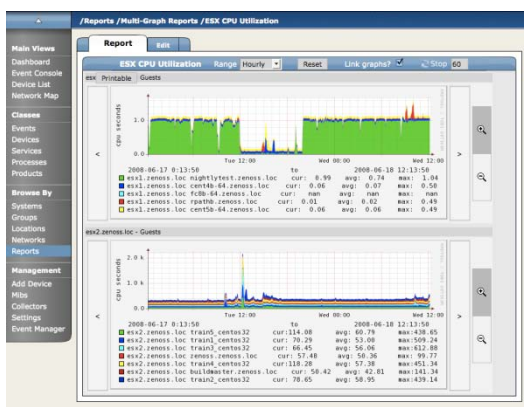 /Reports /Multi-Graph Reports /ESX CPU Utilization
Main Views
Dashboard
Event Console
Device List
Network Map
Classes
Events
Devices
Services
Processes
Products
Browse By
Systems
Groups
Locations
Networks
Reports
Management
Add Device
Mibs
Collectors
Settings
Event Manager
Report Edit
ESX CPU Utilization Range Hourly Reset Link graphs? Stop 60
esx Printable Guests
cpu seconds
1.0
0.0
Tue 12:00 Wed 00:00 Wed 12:00
2008-06-17 0:13:50 to 2008-06-18 12:13:50
esx1.zenoss.loc nightlytest.zenoss.loc cur: 0.99 avg: 0.74 max: 1.04
esx1.zenoss.loc cent4b-64.zenoss.loc cur: 0.06 avg: 0.07 max: 0.50
esx1.zenoss.loc fc8b-64.zenoss.loc cur: nan avg: nan max: nan
esx1.zenoss.loc rpathb.zenoss.loc cur: 0.01 avg: 0.02 max: 0.49
esx1.zenoss.loc cent5b-64.zenoss.loc cur: 0.06 avg: 0.06 max: 0.49
esx2.zenoss.loc - Guests
cpu seconds
2.0 k
1.0 k
0.0
Tue 12:00 Wed 00:00 Wed 12:00
2008-06-17 0:13:50 to 2008-06-18 12:13:50
esx2.zenoss.loc train5_centos32 cur:114.08 avg: 60.79 max:438.65
esx2.zenoss.loc train1_centos32 cur: 70.29 avg: 53.00 max:509.24
esx2.zenoss.loc train3_centos32 cur: 66.45 avg: 56.06 max:612.88
esx2.zenoss.loc zenoss.zenoss.loc cur: 57.48 avg: 50.36 max: 99.77
esx2.zenoss.loc train4_centos32 cur:118.28 avg: 57.38 max:451.34
esx2.zenoss.loc buildmaster.zenoss.loc cur: 50.42 avg: 42.81 max:141.34
esx2.zenoss.loc train2_centos32 cur: 78.65 avg: 58.95 max:439.14